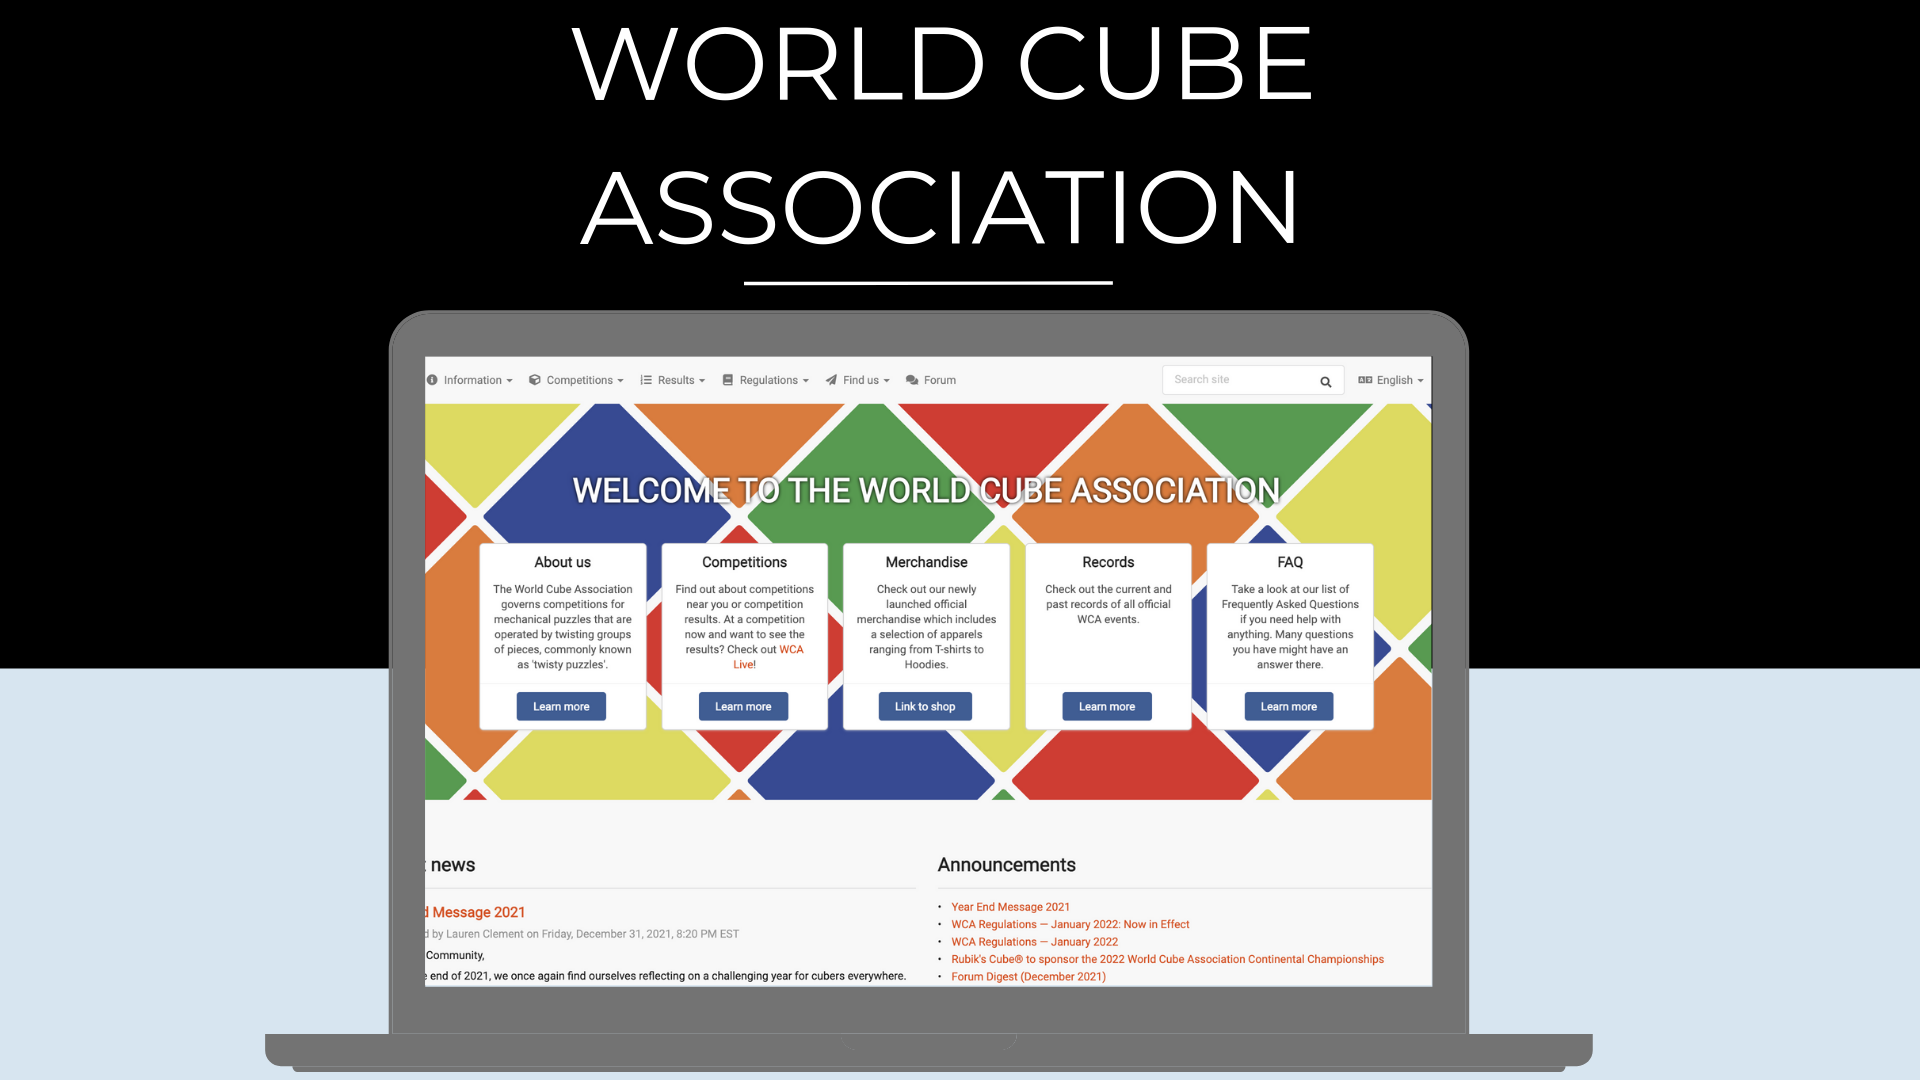 WORLD CUBE
ASSOCIATION
Information
Competitions
Results
Regulations
Find us
Forum
Search site
English
WELCOME TO THE WORLD CUBE ASSOCIATION
About us
The World Cube Association
governs competitions for
mechanical puzzles that are
operated by twisting groups
of pieces, commonly known
as 'twisty puzzles'.
Learn more
Competitions
Find out about competitions
near you or competition
results. At a competition
now and want to see the
results? Check out WCA
Live!
Learn more
Merchandise
Check out our newly
launched official
merchandise which includes
a selection of apparels
ranging from T-shirts to
Hoodies.
Link to shop
Records
Check out the current and
past records of all official
WCA events.
Learn more
FAQ
Take a look at our list of
Frequently Asked Questions
if you need help with
anything. Many questions
you have might have an
answer there.
Learn more
news
Message 2021
by Lauren Clement on Friday, December 31, 2021, 8:20 PM EST
Community,
end of 2021, we once again find ourselves reflecting on a challenging year for cubers everywhere.
Announcements
• Year End Message 2021
• WCA Regulations — January 2022: Now in Effect
• WCA Regulations — January 2022
• Rubik's Cube® to sponsor the 2022 World Cube Association Continental Championships
• Forum Digest (December 2021)